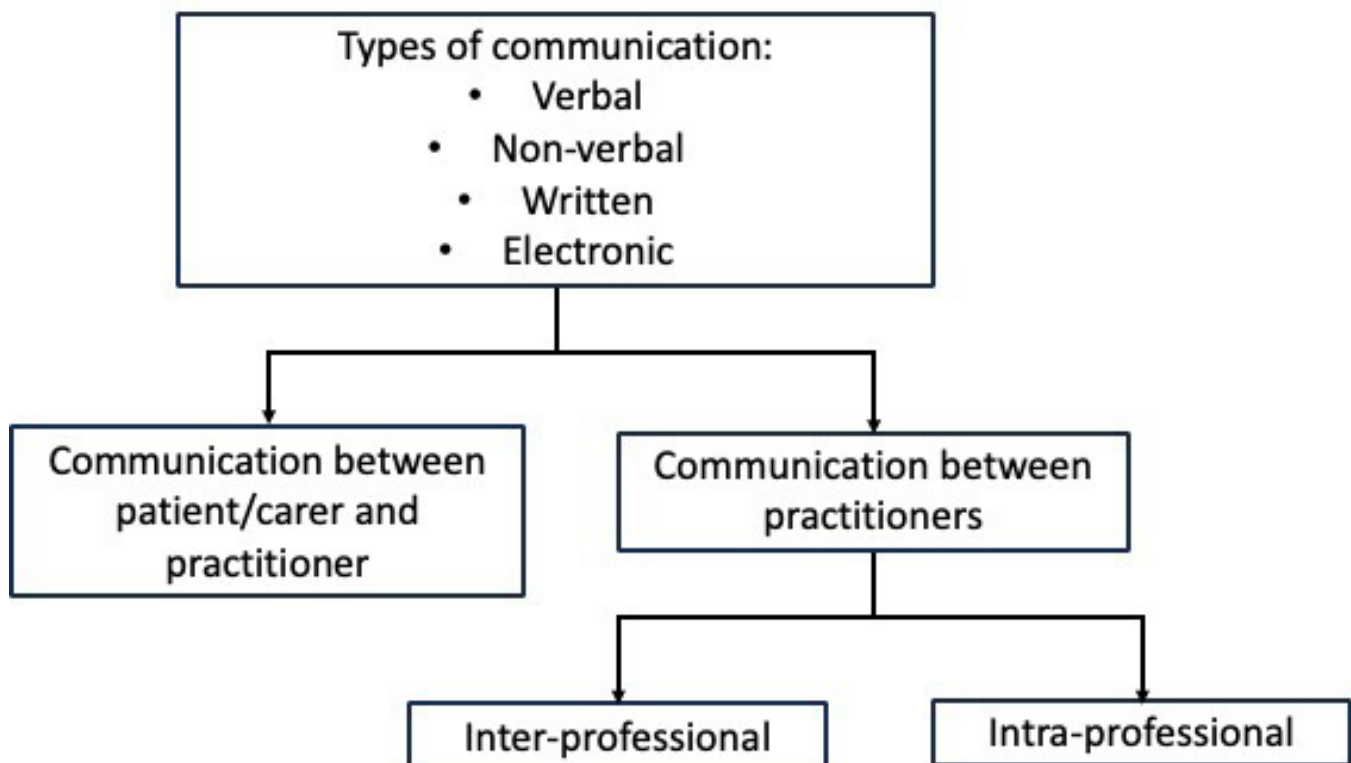 Types of communication:
• Verbal
• Non-verbal
• Written
• Electronic
Communication between
patient/carer and
practitioner
Communication between
practitioners
Inter-professional
Intra-professional